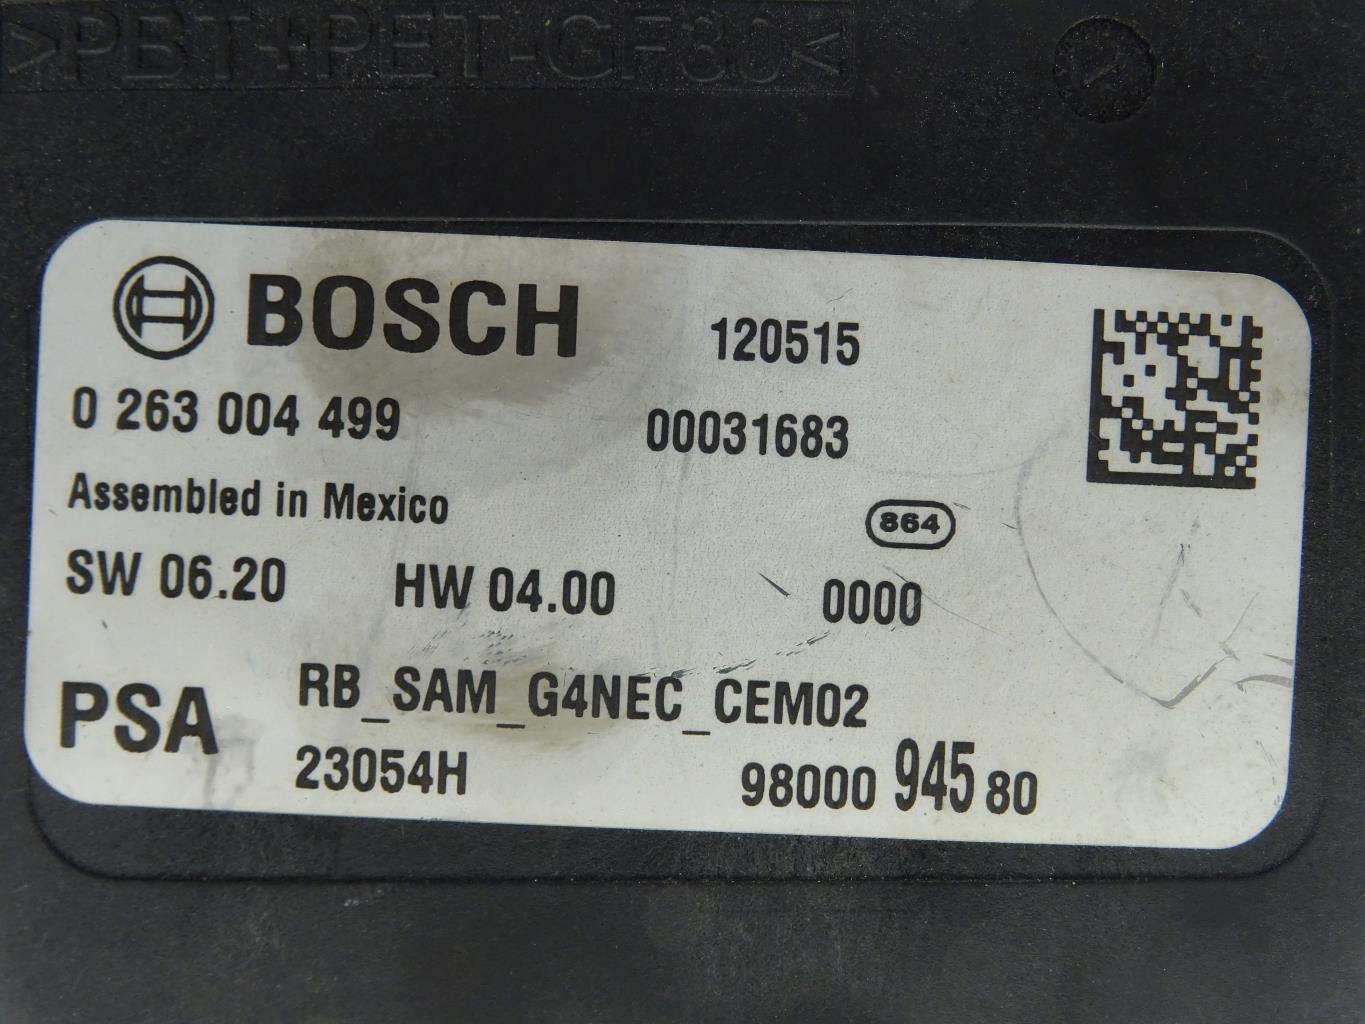 >PBT+PET-GF30<
BOSCH 120515
0 263 004 499 00031683
Assembled in Mexico 864
SW 06.20 HW 04.00 0000
PSA RB_SAM_G4NEC_CEM02
23054H 98000 945 80